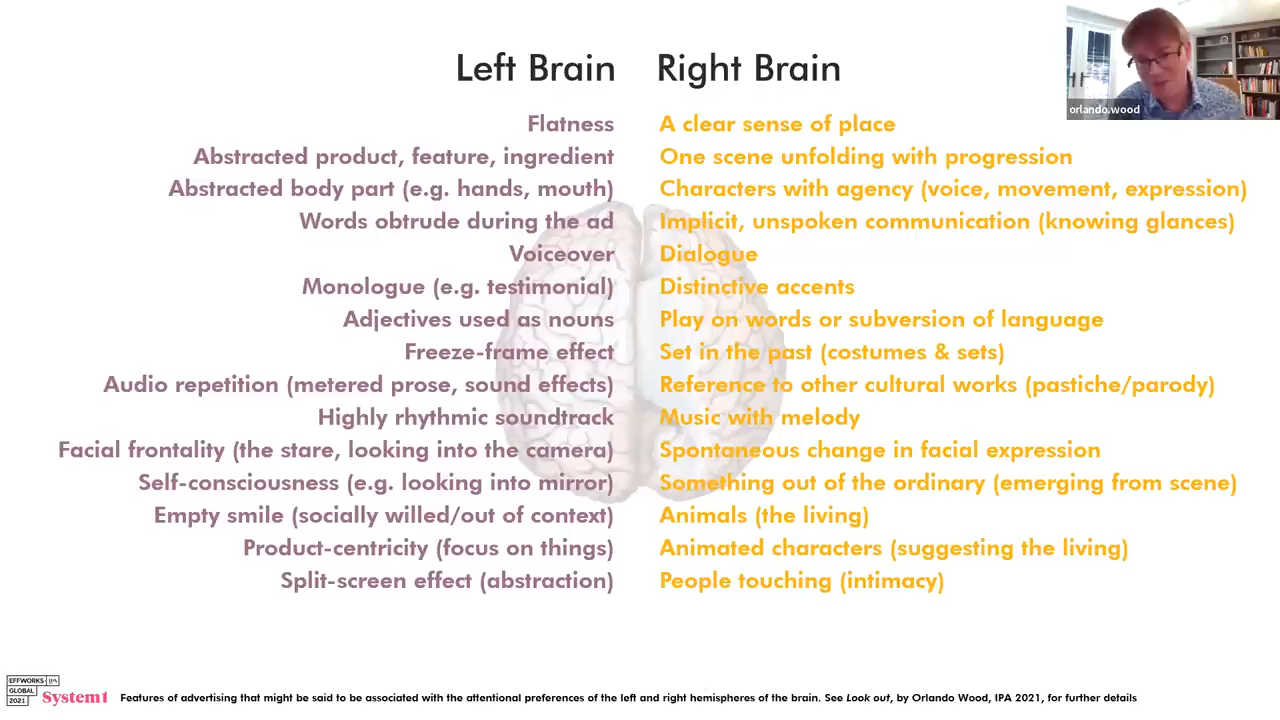 Left Brain
Right Brain
orlando.wood
Flatness
A clear sense of place
Abstracted product, feature, ingredient
One scene unfolding with progression
Abstracted body part (e.g. hands, mouth)
Characters with agency (voice, movement, expression)
Words obtrude during the ad
Implicit, unspoken communication (knowing glances)
Voiceover
Dialogue
Monologue (e.g. testimonial)
Distinctive accents
Adjectives used as nouns
Play on words or subversion of language
Freeze-frame effect
Set in the past (costumes & sets)
Audio repetition (metered prose, sound effects)
Reference to other cultural works (pastiche/parody)
Highly rhythmic soundtrack
Music with melody
Facial frontality (the stare, looking into the camera)
Spontaneous change in facial expression
Self-consciousness (e.g. looking into mirror)
Something out of the ordinary (emerging from scene)
Empty smile (socially willed/out of context)
Animals (the living)
Product-centricity (focus on things)
Animated characters (suggesting the living)
Split-screen effect (abstraction)
People touching (intimacy)
EFFWORKS IPA
GLOBAL
2021
System1
Features of advertising that might be said to be associated with the attentional preferences of the left and right hemispheres of the brain. See Look out, by Orlando Wood, IPA 2021, for further details